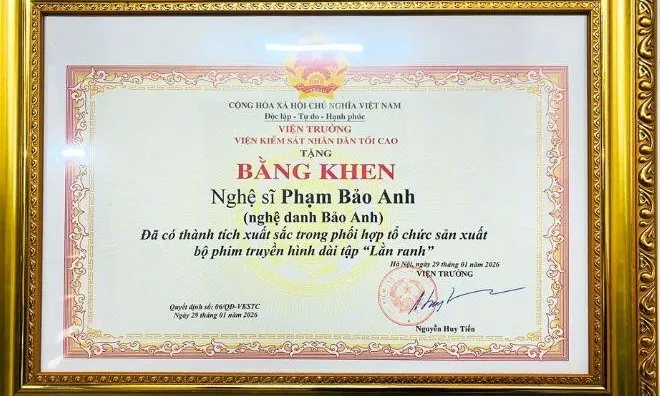 CỘNG HÒA XÃ HỘI CHỦ NGHĨA VIỆT NAM
Độc lập - Tự do - Hạnh phúc
VIỆN TRƯỞNG
VIỆN KIỂM SÁT NHÂN DÂN TỐI CAO
TẶNG
BẰNG KHEN
Nghệ sĩ Phạm Bảo Anh
(nghệ danh Bảo Anh)
Đã có thành tích xuất sắc trong phối hợp tổ chức sản xuất
bộ phim truyền hình dài tập “Lằn ranh”
Hà Nội, ngày 29 tháng 01 năm 2026
VIỆN TRƯỞNG
Quyết định số: 06/QĐ-VKSTC
Ngày 29 tháng 01 năm 2026
Nguyễn Huy Tiến